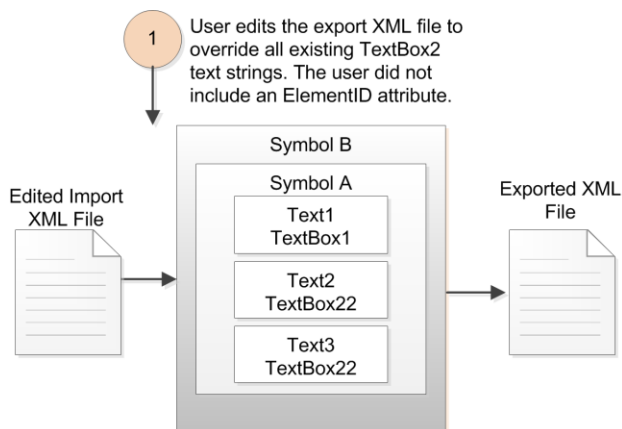 1
User edits the export XML file to
override all existing TextBox2
text strings. The user did not
include an ElementID attribute.
Symbol B
Symbol A
Text1
TextBox1
Text2
TextBox22
Text3
TextBox22
Edited Import
XML File
Exported XML
File